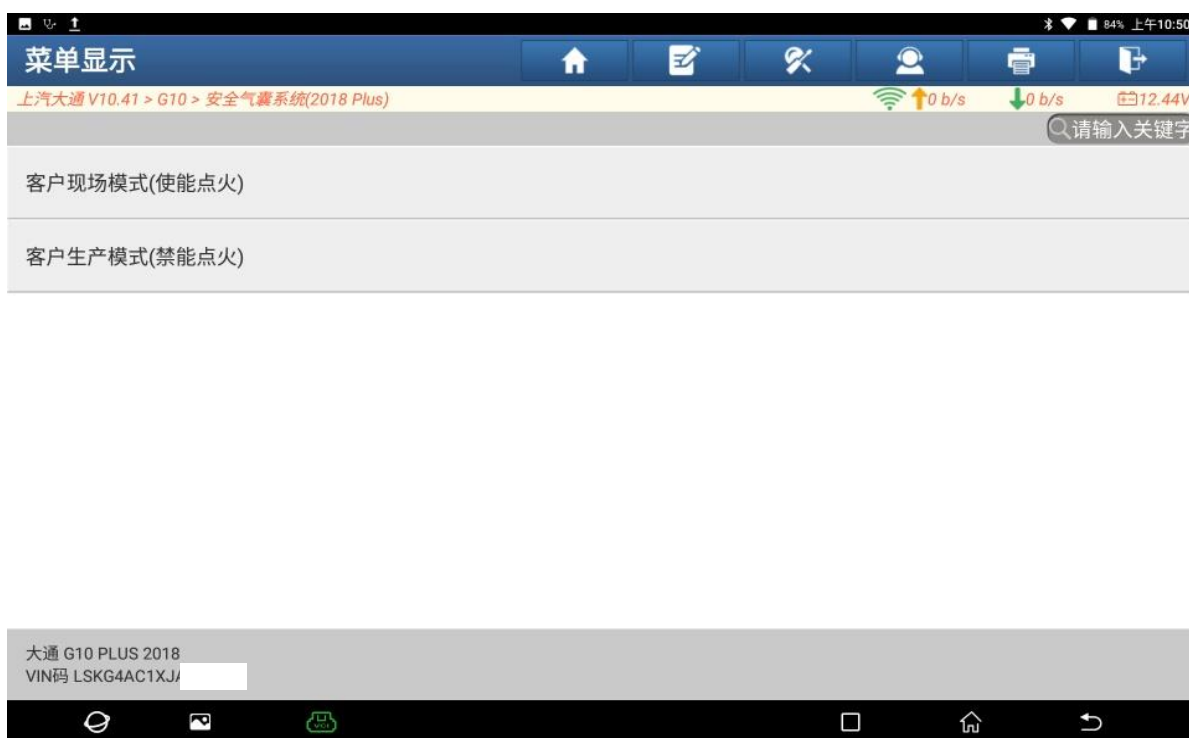 84% 上午10:50
菜单显示
上汽大通 V10.41 > G10 > 安全气囊系统(2018 Plus) 0 b/s 0 b/s 12.44V
请输入关键字
客户现场模式(使能点火)
客户生产模式(禁能点火)
大通 G10 PLUS 2018
VIN码 LSKG4AC1XJA
VCI